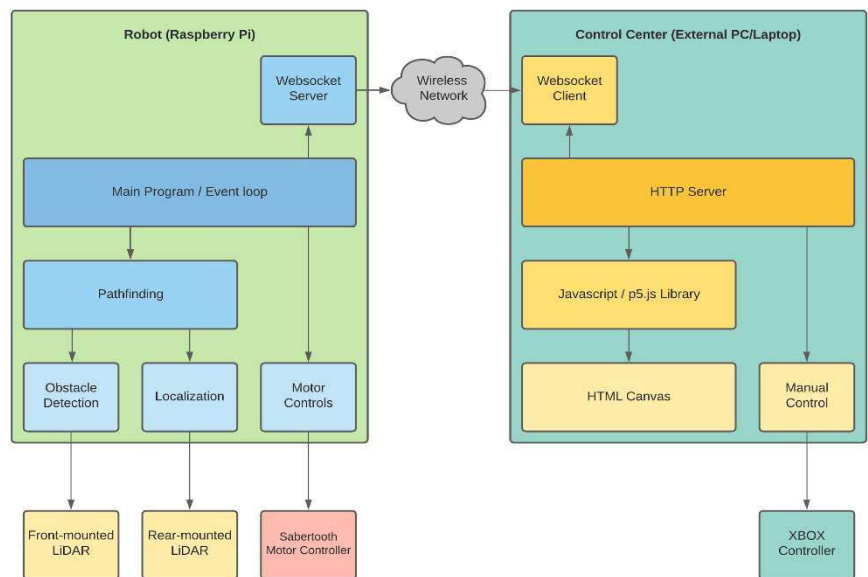 Robot (Raspberry Pi)
Control Center (External PC/Laptop)
Websocket
Server
Wireless
Network
Websocket
Client
Main Program / Event loop
HTTP Server
Pathfinding
Javascript / p5.js Library
Obstacle
Detection
Localization
Motor
Controls
HTML Canvas
Manual
Control
Front-mounted
LiDAR
Rear-mounted
LiDAR
Sabertooth
Motor Controller
XBOX
Controller